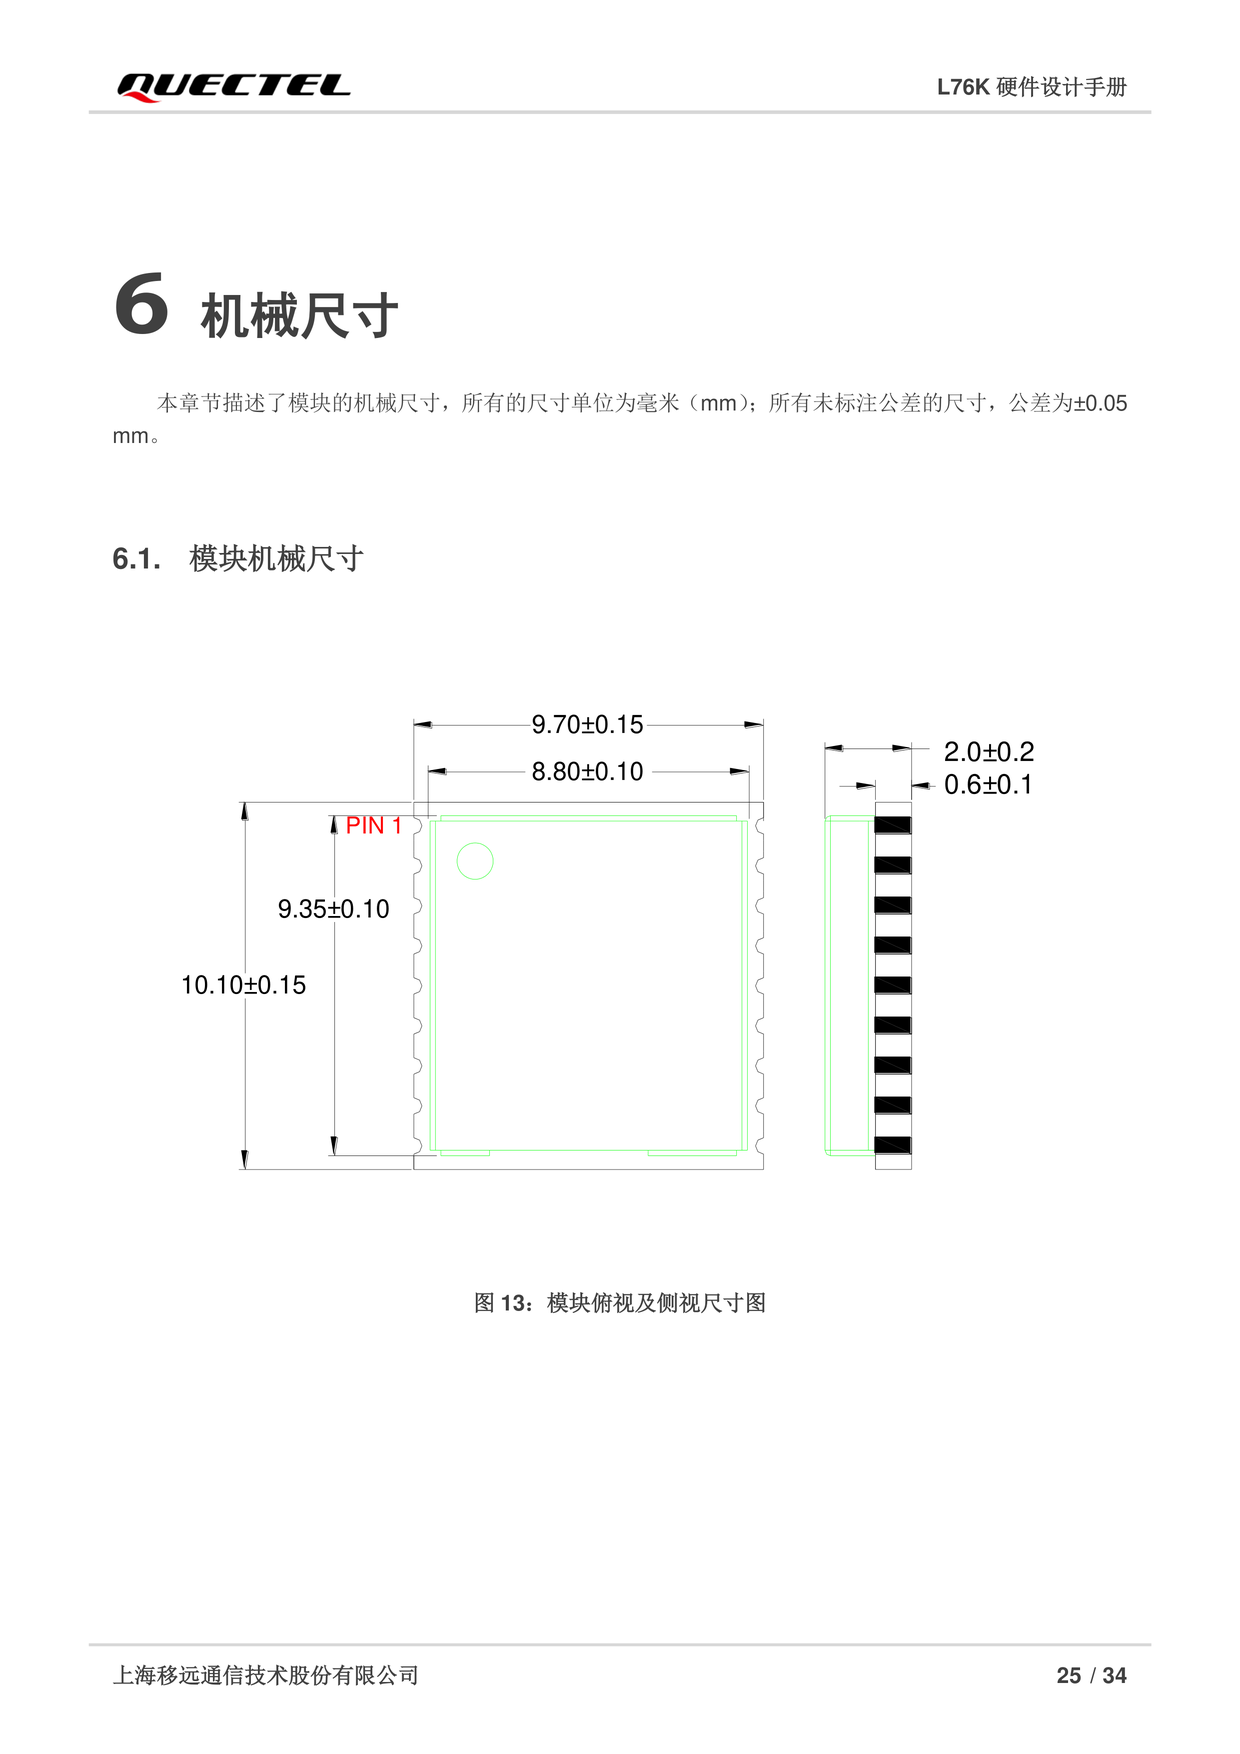 QUECTEL
L76K 硬件设计手册
6 机械尺寸
本章节描述了模块的机械尺寸，所有的尺寸单位为毫米（mm）；所有未标注公差的尺寸，公差为±0.05
mm。
6.1. 模块机械尺寸
9.70±0.15
8.80±0.10
2.0±0.2
0.6±0.1
PIN 1
9.35±0.10
10.10±0.15
图 13：模块俯视及侧视尺寸图
上海移远通信技术股份有限公司
25 / 34